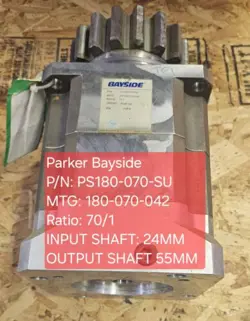 BAYSIDE
Parker Bayside
P/N: PS180-070-SU
MTG: 180-070-042
Ratio: 70/1
INPUT SHAFT: 24MM
OUTPUT SHAFT 55MM